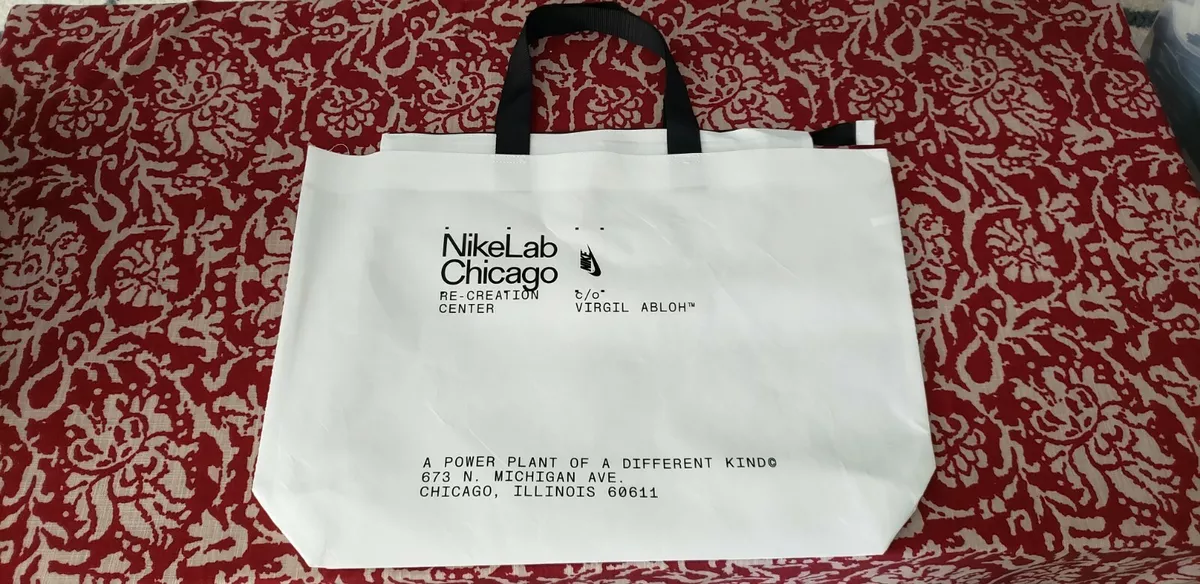 NikeLab
Chicago
NIKE
RE-CREATION
CENTER
c/o
VIRGIL ABLOH™
A POWER PLANT OF A DIFFERENT KIND©
673 N. MICHIGAN AVE.
CHICAGO, ILLINOIS 60611